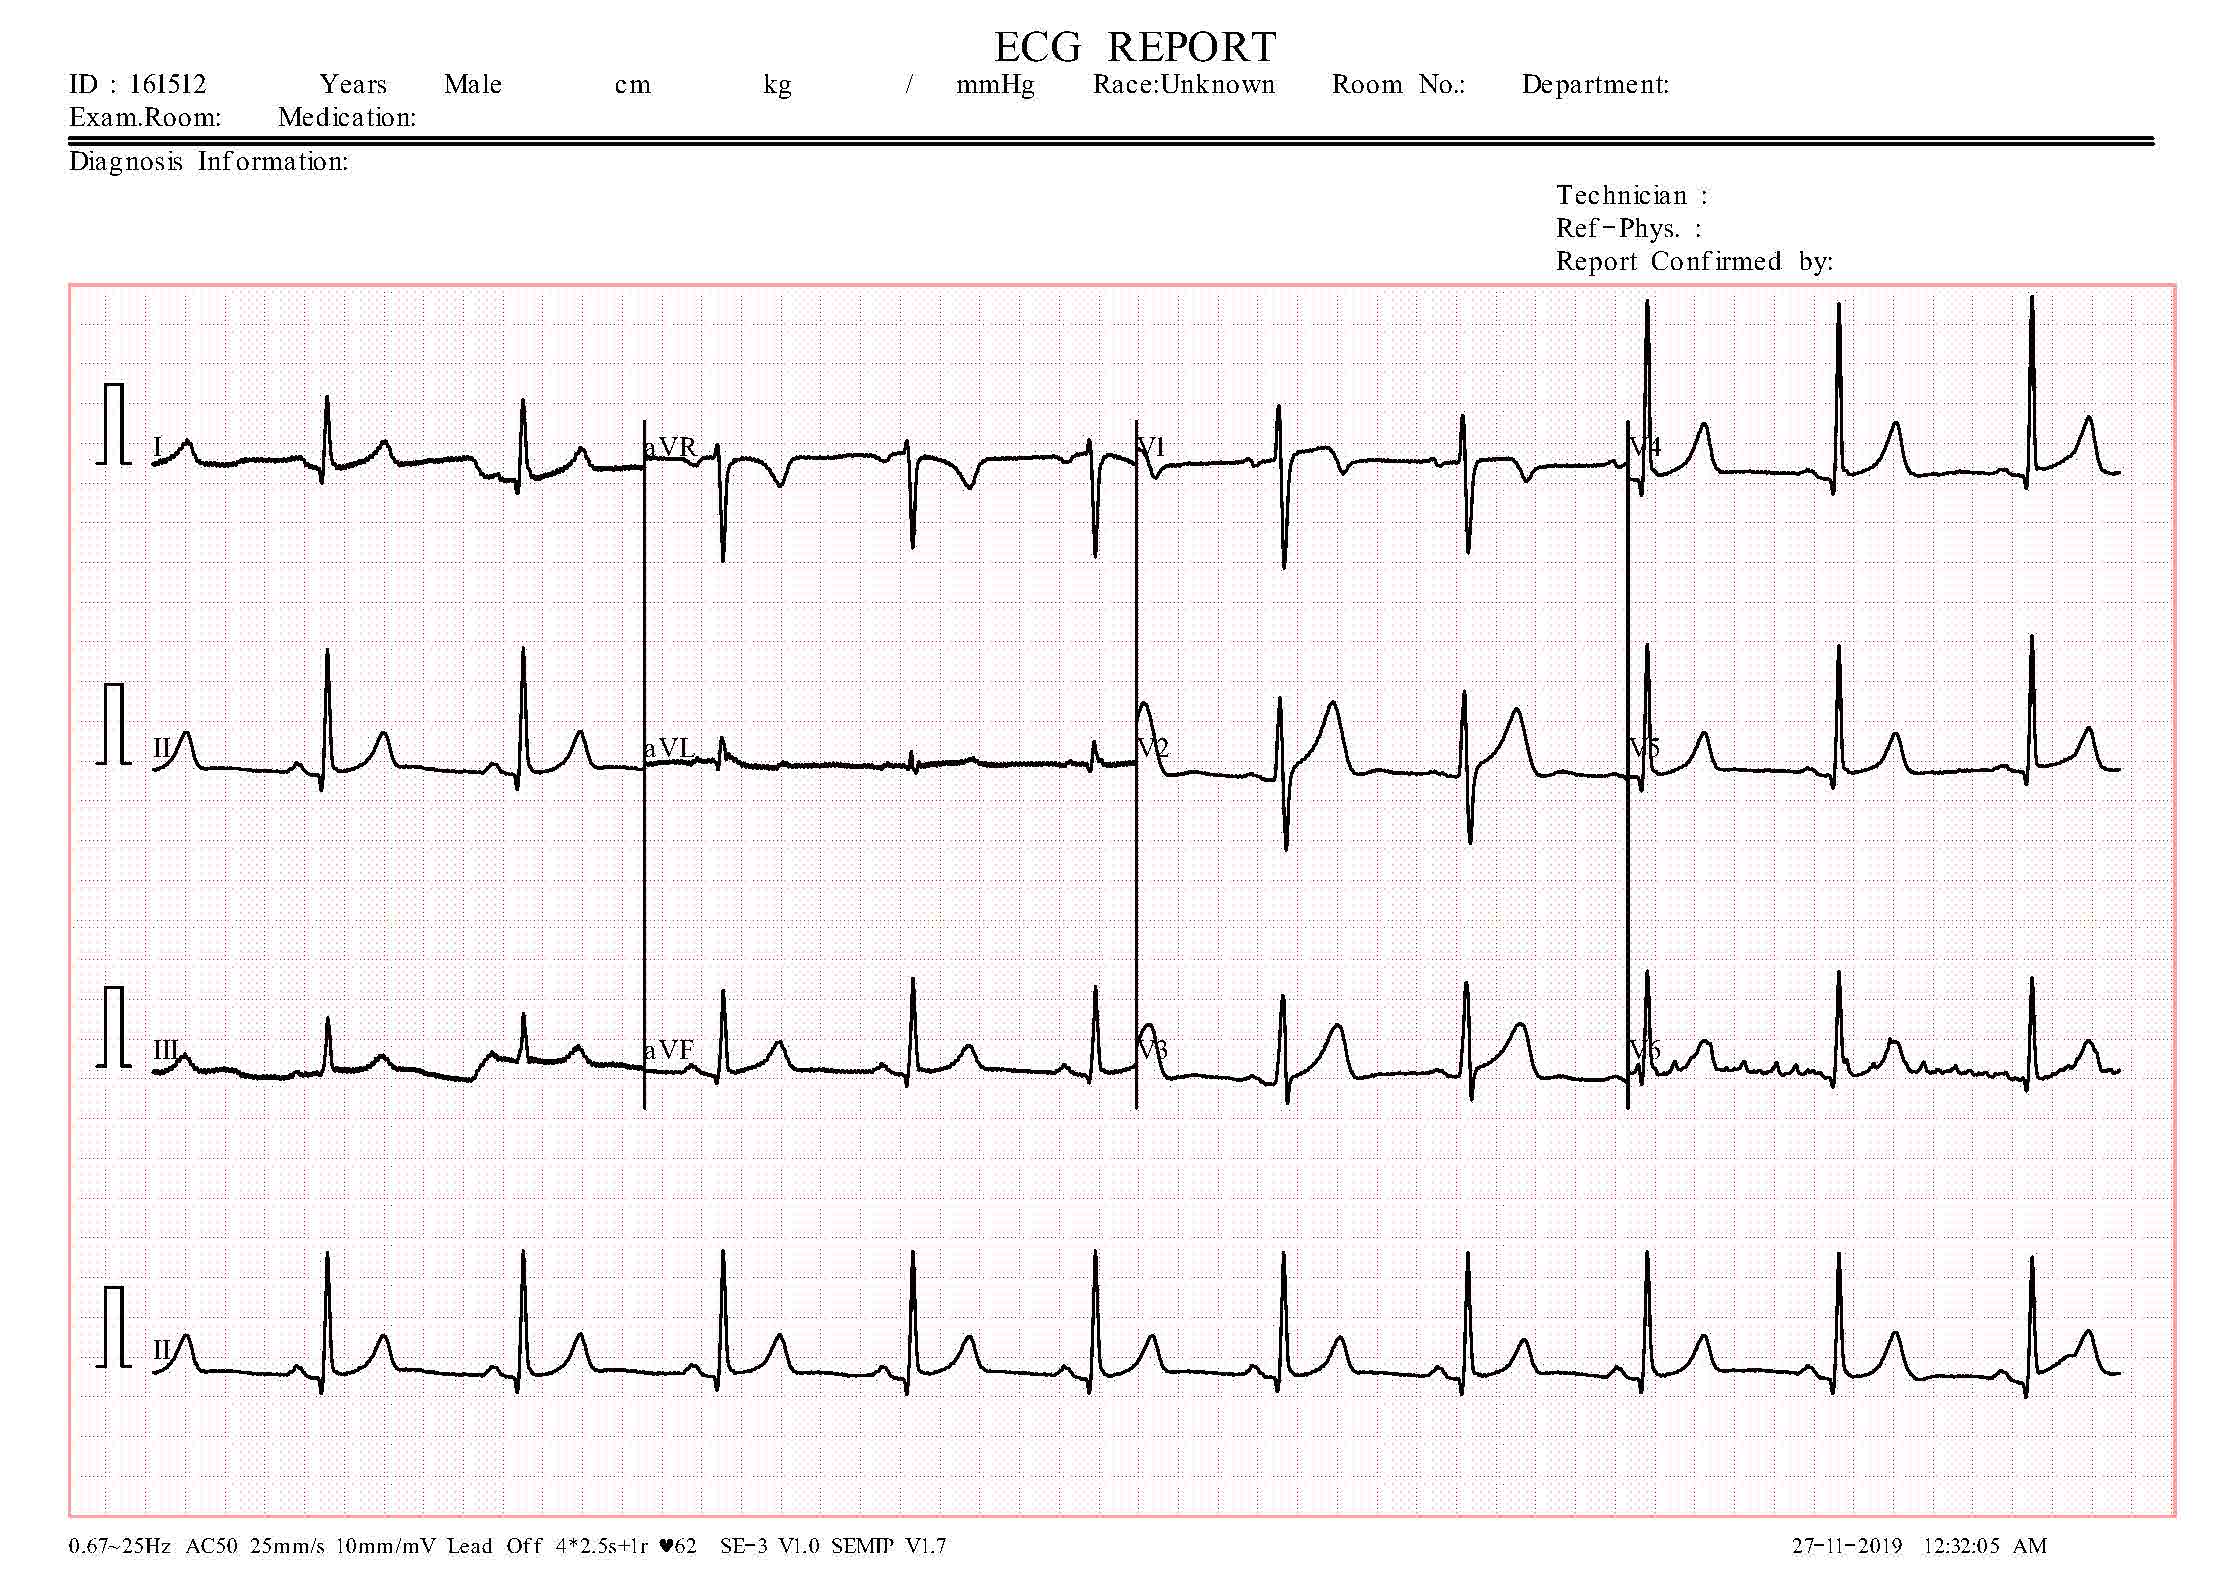 ECG REPORT
ID : 161512 Years Male cm kg / mmHg Race:Unknown Room No.: Department:
Exam.Room: Medication:
Diagnosis Information:
Technician :
Ref-Phys. :
Report Confirmed by:
I aVR V1 V4
II aVL V2 V5
III aVF V3 V6
II
0.67~25Hz AC50 25mm/s 10mm/mV Lead Off 4*2.5s+1r ♥62 SE-3 V1.0 SEMIP V1.7 27-11-2019 12:32:05 AM